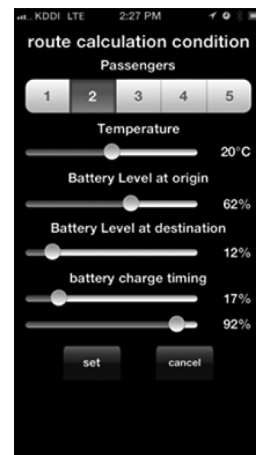 KDDI LTE 2:27 PM
route calculation condition
Passengers
1 2 3 4 5
Temperature
20°C
Battery Level at origin
62%
Battery Level at destination
12%
battery charge timing
17%
92%
set cancel